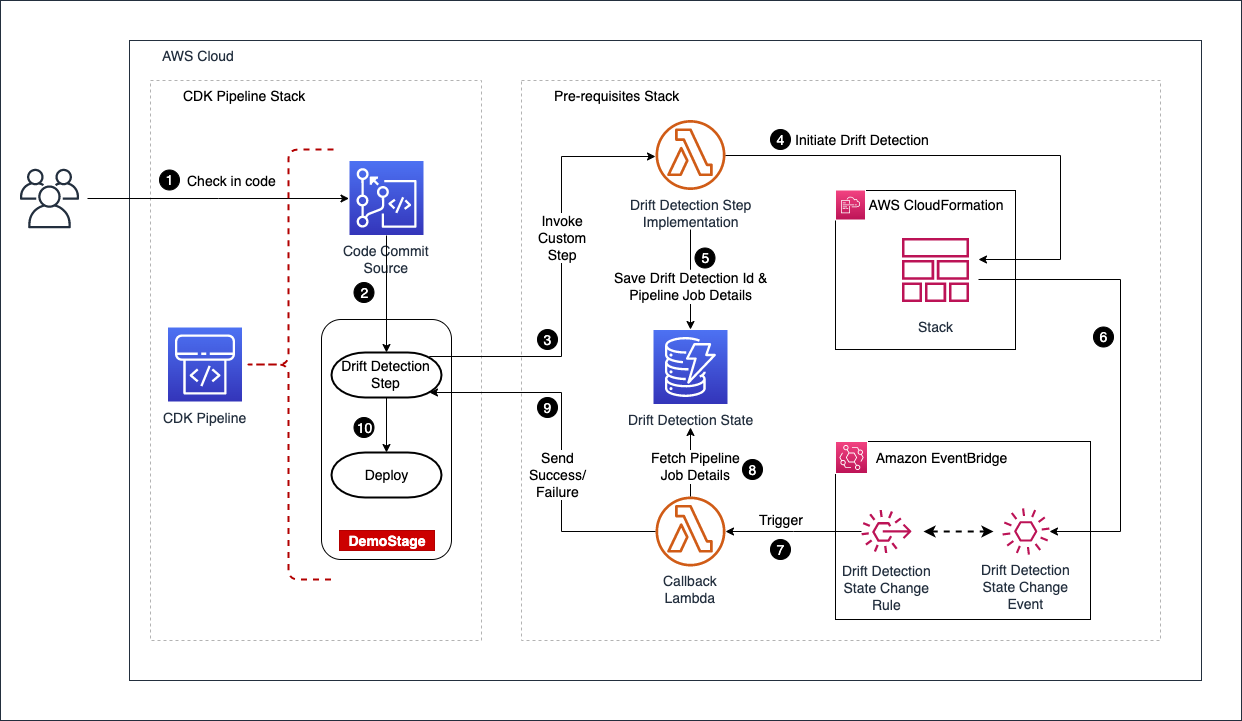 AWS Cloud
CDK Pipeline Stack
1 Check in code
Code Commit
Source
2
CDK Pipeline
Drift Detection
Step
10
Deploy
DemoStage
Pre-requisites Stack
Invoke
Custom
Step
3
Drift Detection Step
Implementation
4 Initiate Drift Detection
5
Save Drift Detection Id &
Pipeline Job Details
Drift Detection State
AWS CloudFormation
Stack
6
Amazon EventBridge
Drift Detection
State Change
Event
Drift Detection
State Change
Rule
Trigger
7
Fetch Pipeline
Job Details
8
Callback
Lambda
9
Send
Success/
Failure